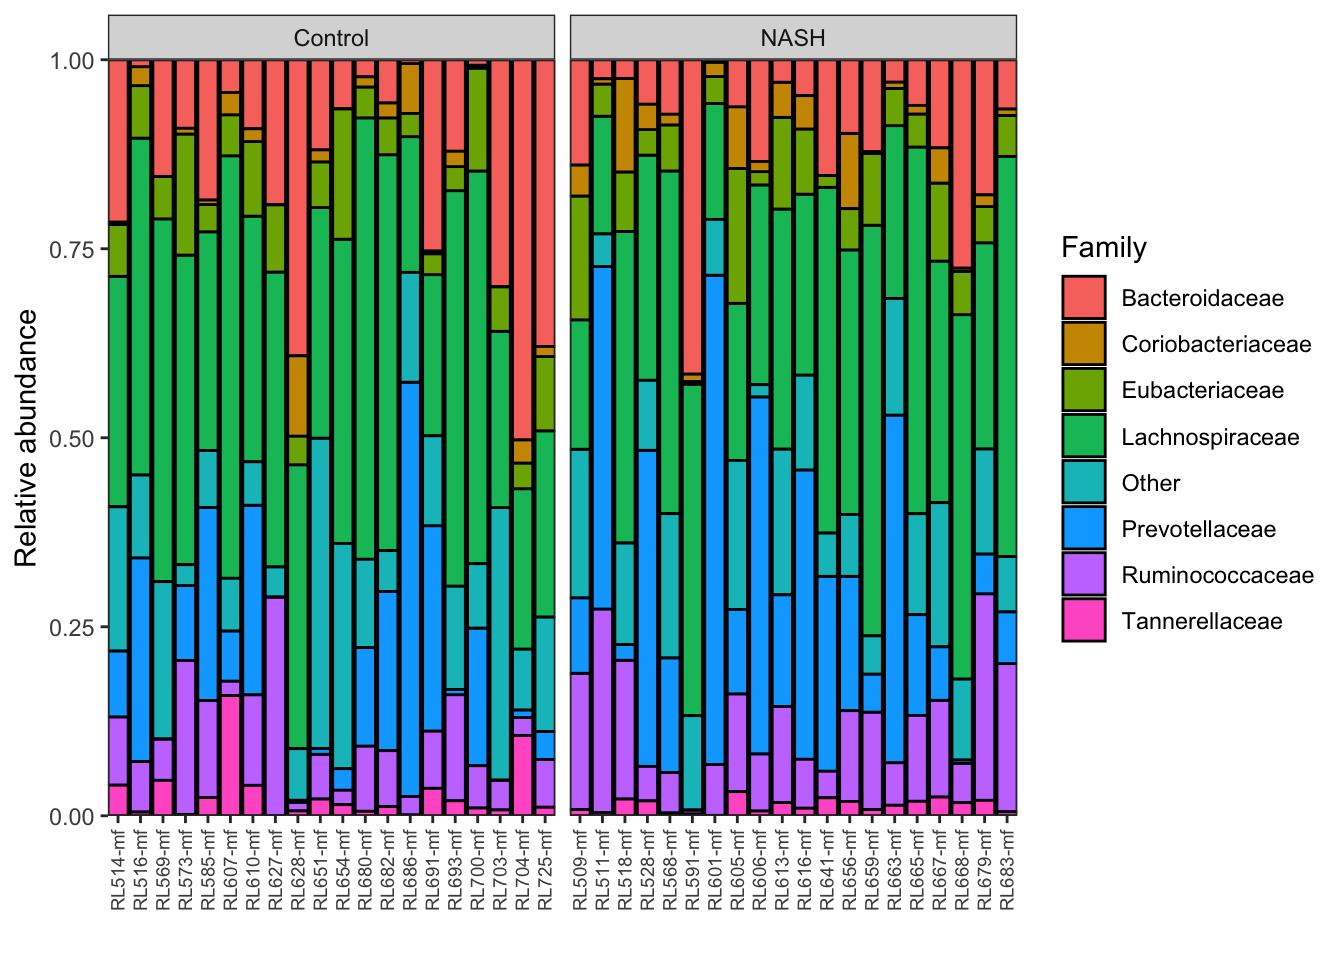 Control
NASH
Relative abundance
1.00
0.75
0.50
0.25
0.00
RL514-mf
RL516-mf
RL569-mf
RL573-mf
RL585-mf
RL607-mf
RL610-mf
RL627-mf
RL628-mf
RL651-mf
RL654-mf
RL680-mf
RL682-mf
RL686-mf
RL691-mf
RL693-mf
RL700-mf
RL703-mf
RL704-mf
RL725-mf
RL509-mf
RL511-mf
RL518-mf
RL528-mf
RL568-mf
RL591-mf
RL601-mf
RL605-mf
RL606-mf
RL613-mf
RL616-mf
RL641-mf
RL656-mf
RL659-mf
RL663-mf
RL665-mf
RL667-mf
RL668-mf
RL679-mf
RL683-mf
Family
Bacteroidaceae
Coriobacteriaceae
Eubacteriaceae
Lachnospiraceae
Other
Prevotellaceae
Ruminococcaceae
Tannerellaceae